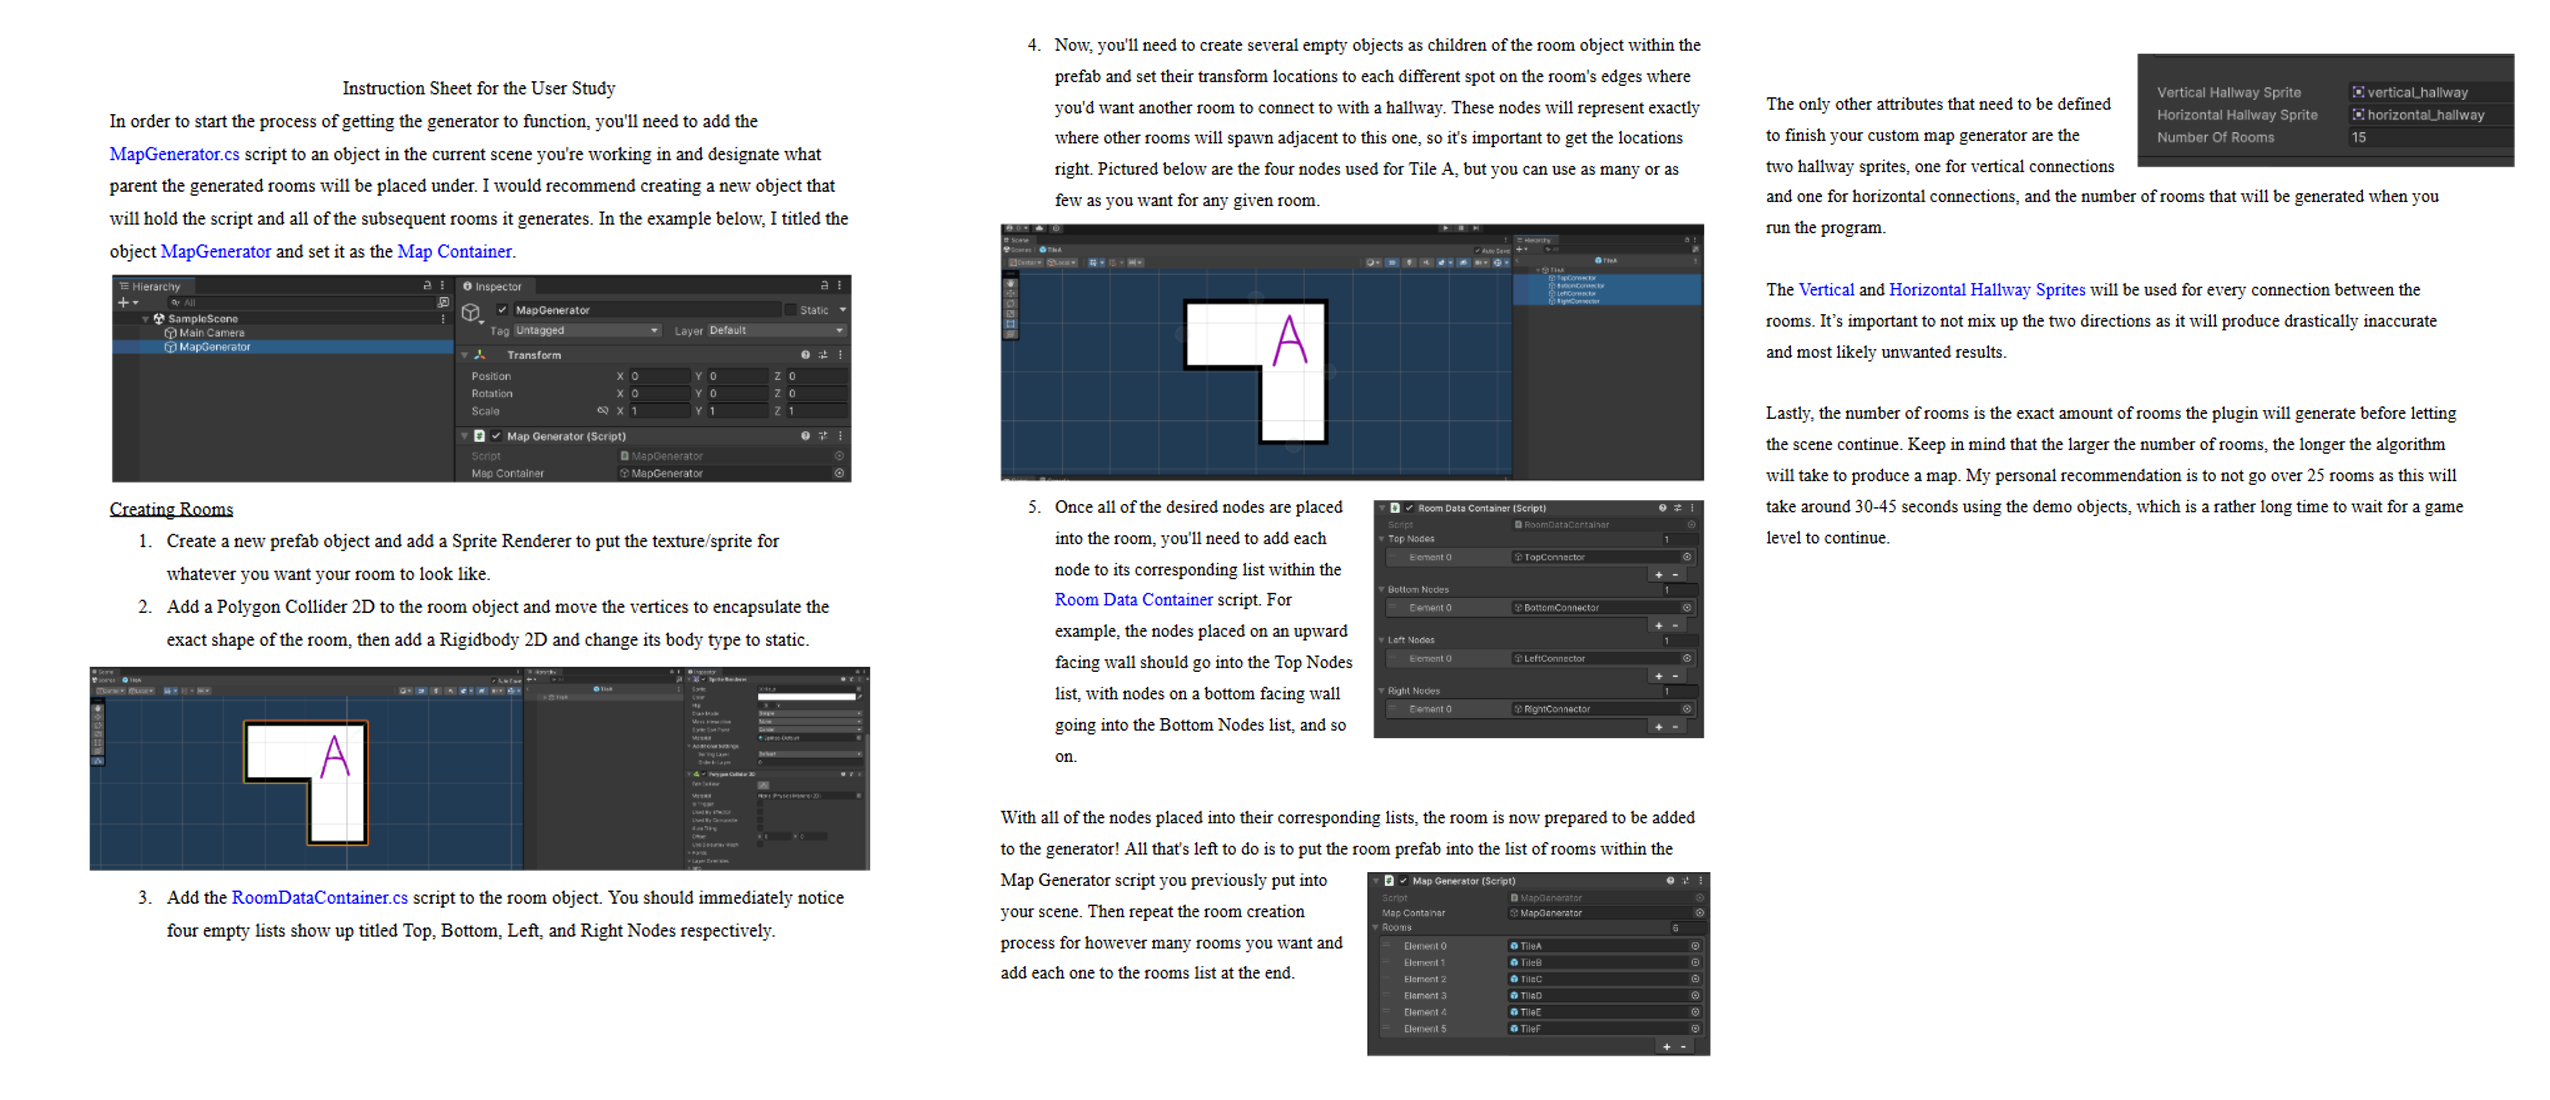 Instruction Sheet for the User Study
In order to start the process of getting the generator to function, you'll need to add the
MapGenerator.cs script to an object in the current scene you're working in and designate what
parent the generated rooms will be placed under. I would recommend creating a new object that
will hold the script and all of the subsequent rooms it generates. In the example below, I titled the
object MapGenerator and set it as the Map Container.
Hierarchy
All
SampleScene
Main Camera
MapGenerator
Inspector
MapGenerator Static
Tag Untagged Layer Default
Transform
Position X 0 Y 0 Z 0
Rotation X 0 Y 0 Z 0
Scale X 1 Y 1 Z 1
Map Generator (Script)
Script MapGenerator
Map Container MapGenerator
Creating Rooms
1. Create a new prefab object and add a Sprite Renderer to put the texture/sprite for
whatever you want your room to look like.
2. Add a Polygon Collider 2D to the room object and move the vertices to encapsulate the
exact shape of the room, then add a Rigidbody 2D and change its body type to static.
A
3. Add the RoomDataContainer.cs script to the room object. You should immediately notice
four empty lists show up titled Top, Bottom, Left, and Right Nodes respectively.
4. Now, you'll need to create several empty objects as children of the room object within the
prefab and set their transform locations to each different spot on the room's edges where
you'd want another room to connect to with a hallway. These nodes will represent exactly
where other rooms will spawn adjacent to this one, so it's important to get the locations
right. Pictured below are the four nodes used for Tile A, but you can use as many or as
few as you want for any given room.
Scene
Scenes TileA
Center Local
Auto Save
Hierarchy
TileA
TileA
TopConnector
BottomConnector
LeftConnector
RightConnector
A
5. Once all of the desired nodes are placed
into the room, you'll need to add each
node to its corresponding list within the
Room Data Container script. For
example, the nodes placed on an upward
facing wall should go into the Top Nodes
list, with nodes on a bottom facing wall
going into the Bottom Nodes list, and so
on.
Room Data Container (Script)
Script RoomDataContainer
Top Nodes 1
Element 0 TopConnector
+ -
Bottom Nodes 1
Element 0 BottomConnector
+ -
Left Nodes 1
Element 0 LeftConnector
+ -
Right Nodes 1
Element 0 RightConnector
+ -
With all of the nodes placed into their corresponding lists, the room is now prepared to be added
to the generator! All that's left to do is to put the room prefab into the list of rooms within the
Map Generator script you previously put into
your scene. Then repeat the room creation
process for however many rooms you want and
add each one to the rooms list at the end.
Map Generator (Script)
Script MapGenerator
Map Container MapGenerator
Rooms 6
Element 0 TileA
Element 1 TileB
Element 2 TileC
Element 3 TileD
Element 4 TileE
Element 5 TileF
+ -
The only other attributes that need to be defined
to finish your custom map generator are the
two hallway sprites, one for vertical connections
and one for horizontal connections, and the number of rooms that will be generated when you
run the program.
Vertical Hallway Sprite vertical_hallway
Horizontal Hallway Sprite horizontal_hallway
Number Of Rooms 15
The Vertical and Horizontal Hallway Sprites will be used for every connection between the
rooms. It’s important to not mix up the two directions as it will produce drastically inaccurate
and most likely unwanted results.
Lastly, the number of rooms is the exact amount of rooms the plugin will generate before letting
the scene continue. Keep in mind that the larger the number of rooms, the longer the algorithm
will take to produce a map. My personal recommendation is to not go over 25 rooms as this will
take around 30-45 seconds using the demo objects, which is a rather long time to wait for a game
level to continue.